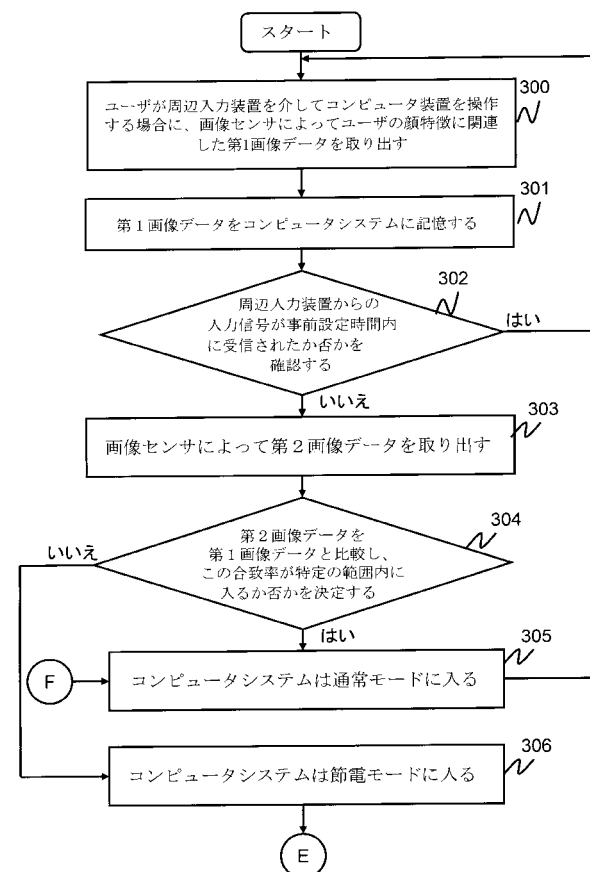 スタート
300
ユーザが周辺入力装置を介してコンピュータ装置を操作
する場合に、画像センサによってユーザの顔特徴に関連
した第1画像データを取り出す
301
第1画像データをコンピュータシステムに記憶する
302
周辺入力装置からの
入力信号が事前設定時間内
に受信されたか否かを
確認する
はい
いいえ
303
画像センサによって第2画像データを取り出す
304
第2画像データを
第1画像データと比較し、
この合致率が特定の範囲内に
入るか否かを決定する
いいえ
はい
305
F
コンピュータシステムは通常モードに入る
306
コンピュータシステムは節電モードに入る
E